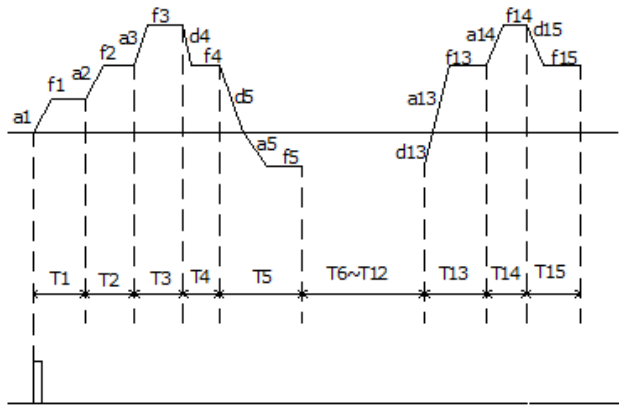 f3 f14
a3 d4 a14 d15
f2 f4 f13 f15
a2
f1 d5 a13
a1
a5 f5 d13
T1 T2 T3 T4 T5 T6~T12 T13 T14 T15